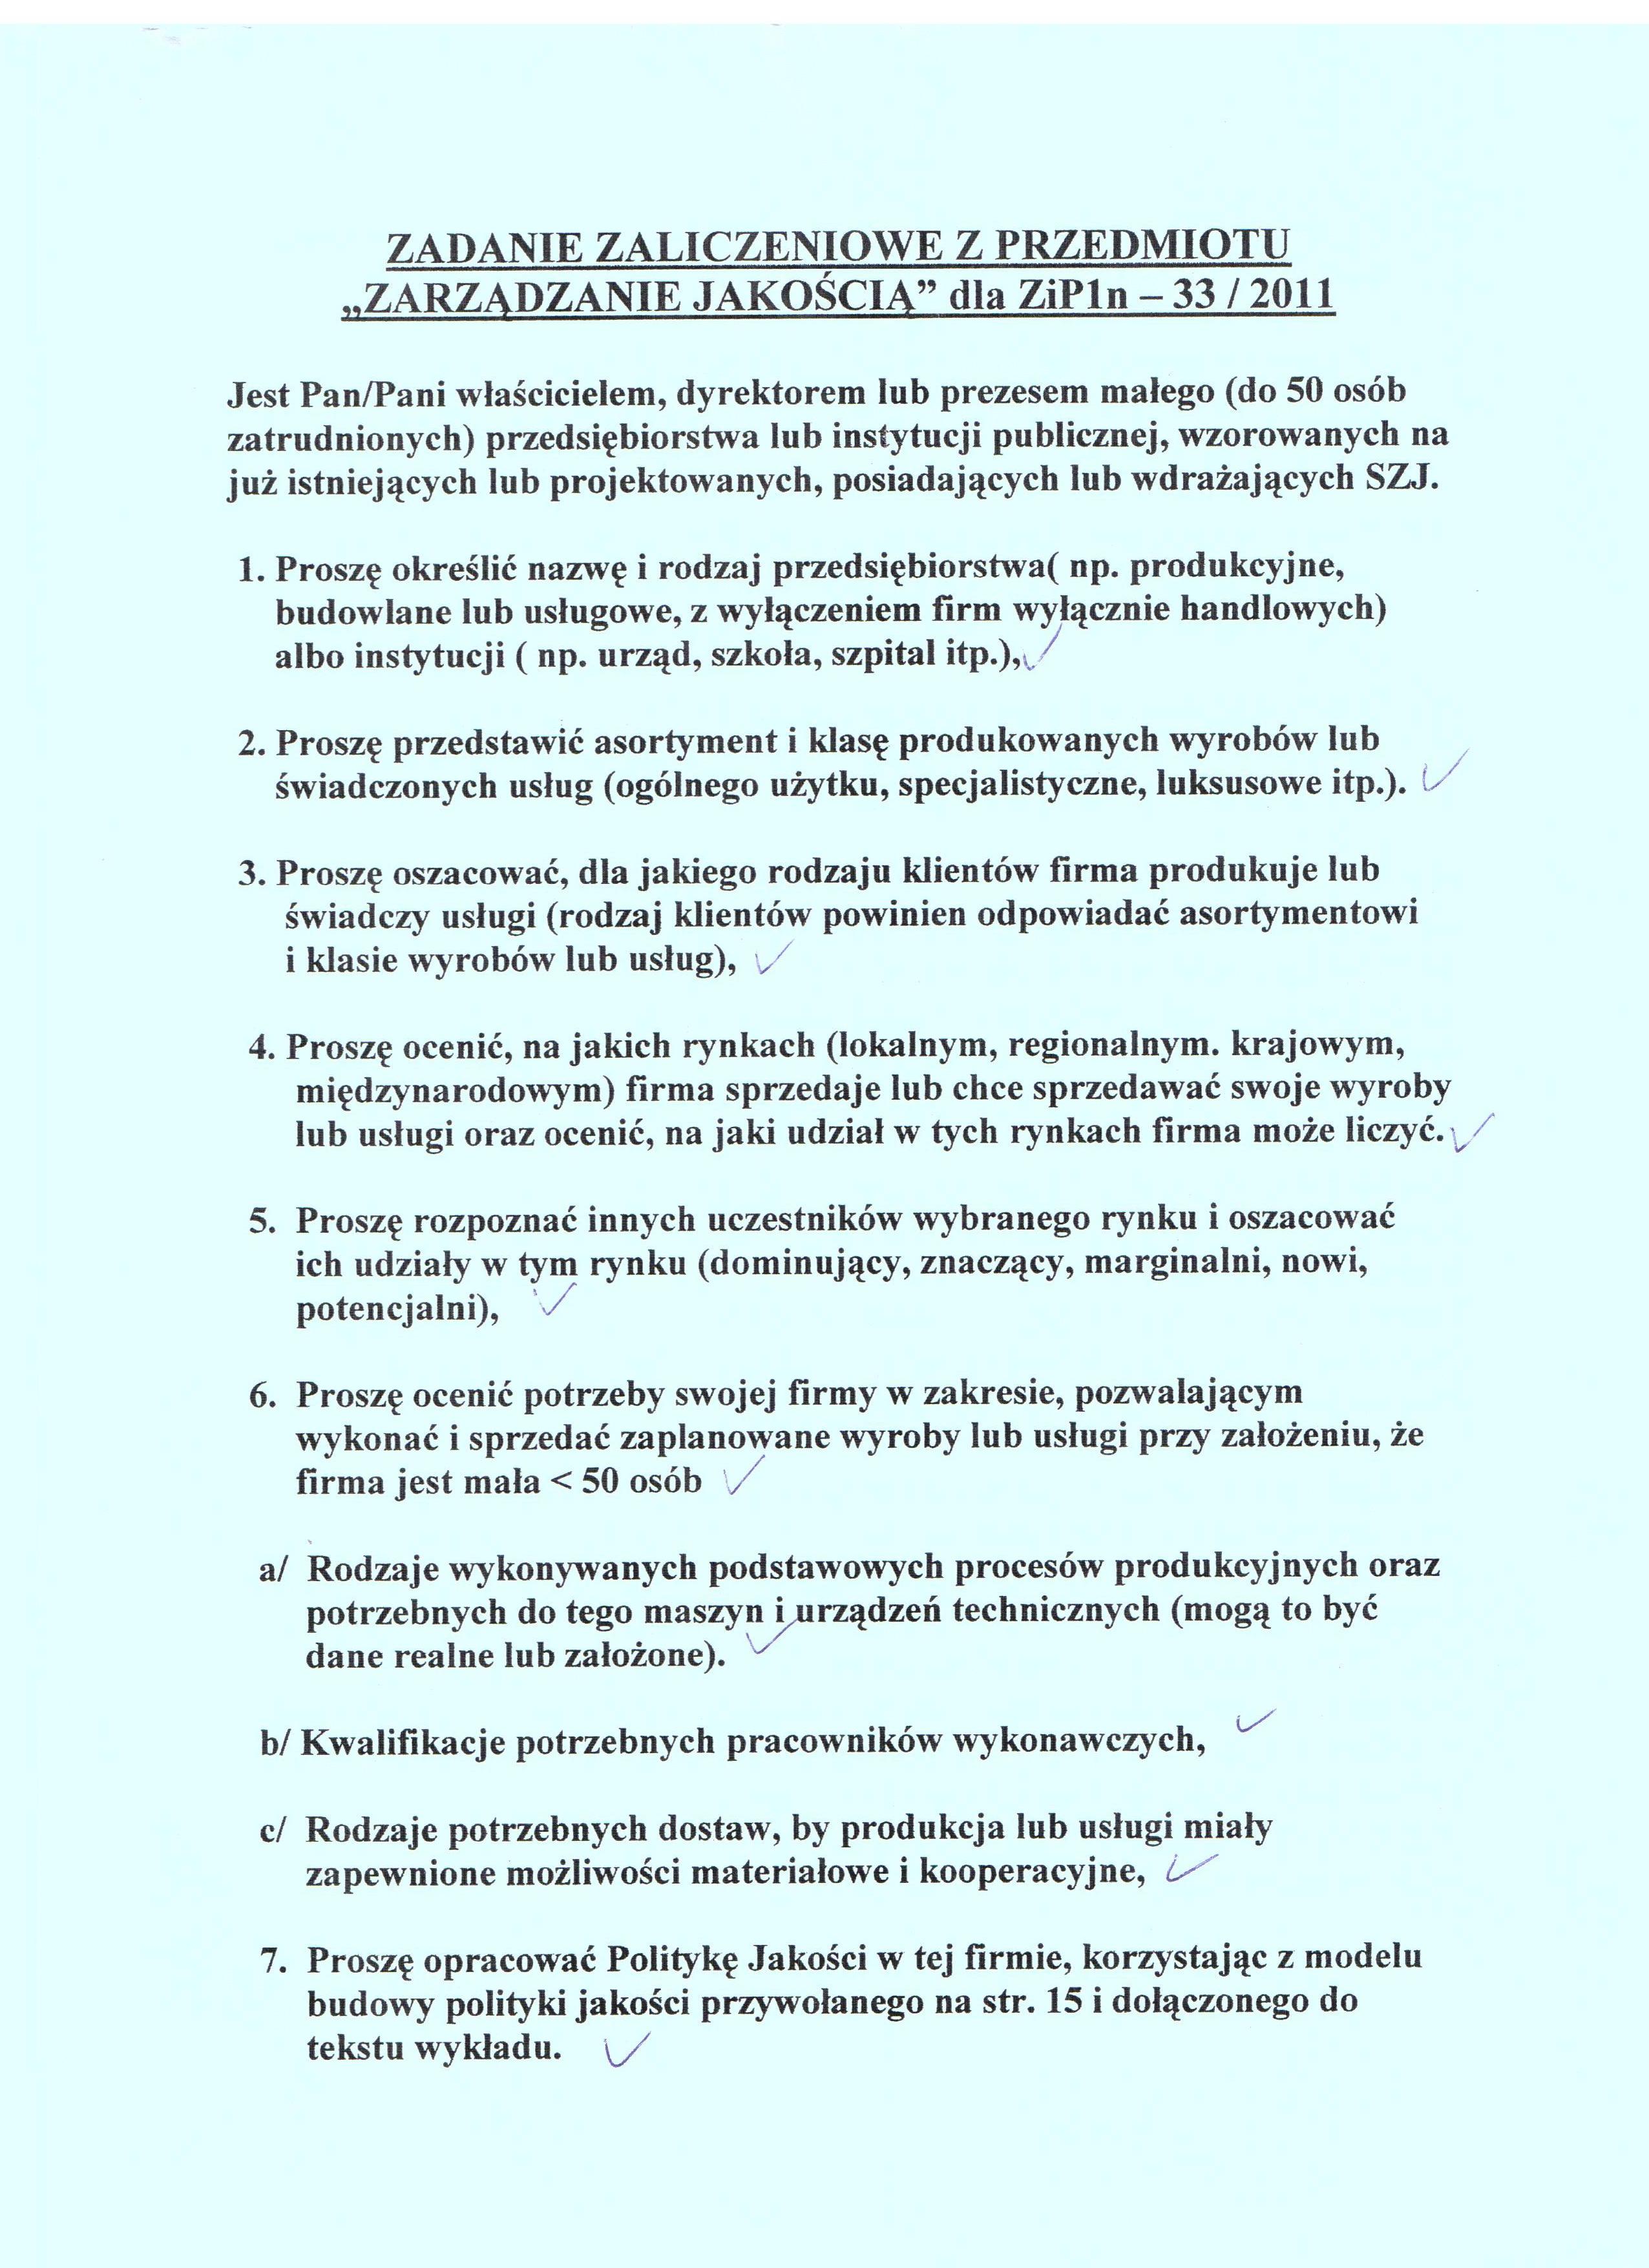 ZADANIE ZALICZENIOWE Z PRZEDMIOTU
„ZARZĄDZANIE JAKOŚCIĄ” dla ZiP1n – 33 / 2011
Jest Pan/Pani właścicielem, dyrektorem lub prezesem małego (do 50 osób
zatrudnionych) przedsiębiorstwa lub instytucji publicznej, wzorowanych na
już istniejących lub projektowanych, posiadających lub wdrażających SZJ.
1. Proszę określić nazwę i rodzaj przedsiębiorstwa( np. produkcyjne,
budowlane lub usługowe, z wyłączeniem firm wyłącznie handlowych)
albo instytucji ( np. urząd, szkoła, szpital itp.),
2. Proszę przedstawić asortyment i klasę produkowanych wyrobów lub
świadczonych usług (ogólnego użytku, specjalistyczne, luksusowe itp.).
3. Proszę oszacować, dla jakiego rodzaju klientów firma produkuje lub
świadczy usługi (rodzaj klientów powinien odpowiadać asortymentowi
i klasie wyrobów lub usług),
4. Proszę ocenić, na jakich rynkach (lokalnym, regionalnym. krajowym,
międzynarodowym) firma sprzedaje lub chce sprzedawać swoje wyroby
lub usługi oraz ocenić, na jaki udział w tych rynkach firma może liczyć.
5. Proszę rozpoznać innych uczestników wybranego rynku i oszacować
ich udziały w tym rynku (dominujący, znaczący, marginalni, nowi,
potencjalni),
6. Proszę ocenić potrzeby swojej firmy w zakresie, pozwalającym
wykonać i sprzedać zaplanowane wyroby lub usługi przy założeniu, że
firma jest mała < 50 osób
a/ Rodzaje wykonywanych podstawowych procesów produkcyjnych oraz
potrzebnych do tego maszyn i urządzeń technicznych (mogą to być
dane realne lub założone).
b/ Kwalifikacje potrzebnych pracowników wykonawczych,
c/ Rodzaje potrzebnych dostaw, by produkcja lub usługi miały
zapewnione możliwości materiałowe i kooperacyjne,
7. Proszę opracować Politykę Jakości w tej firmie, korzystając z modelu
budowy polityki jakości przywołanego na str. 15 i dołączonego do
tekstu wykładu.